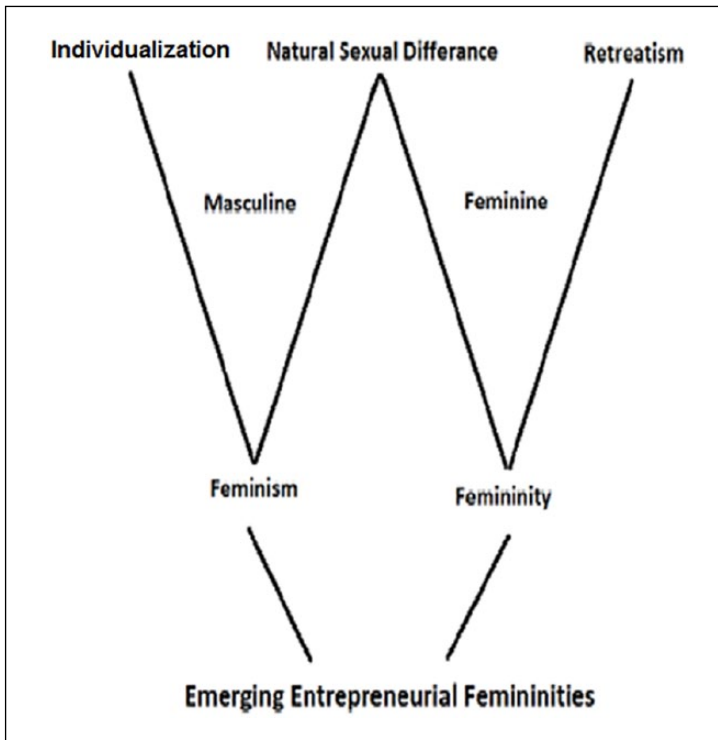 Individualization Natural Sexual Differance Retreatism
Masculine Feminine
Feminism Femininity
Emerging Entrepreneurial Femininities